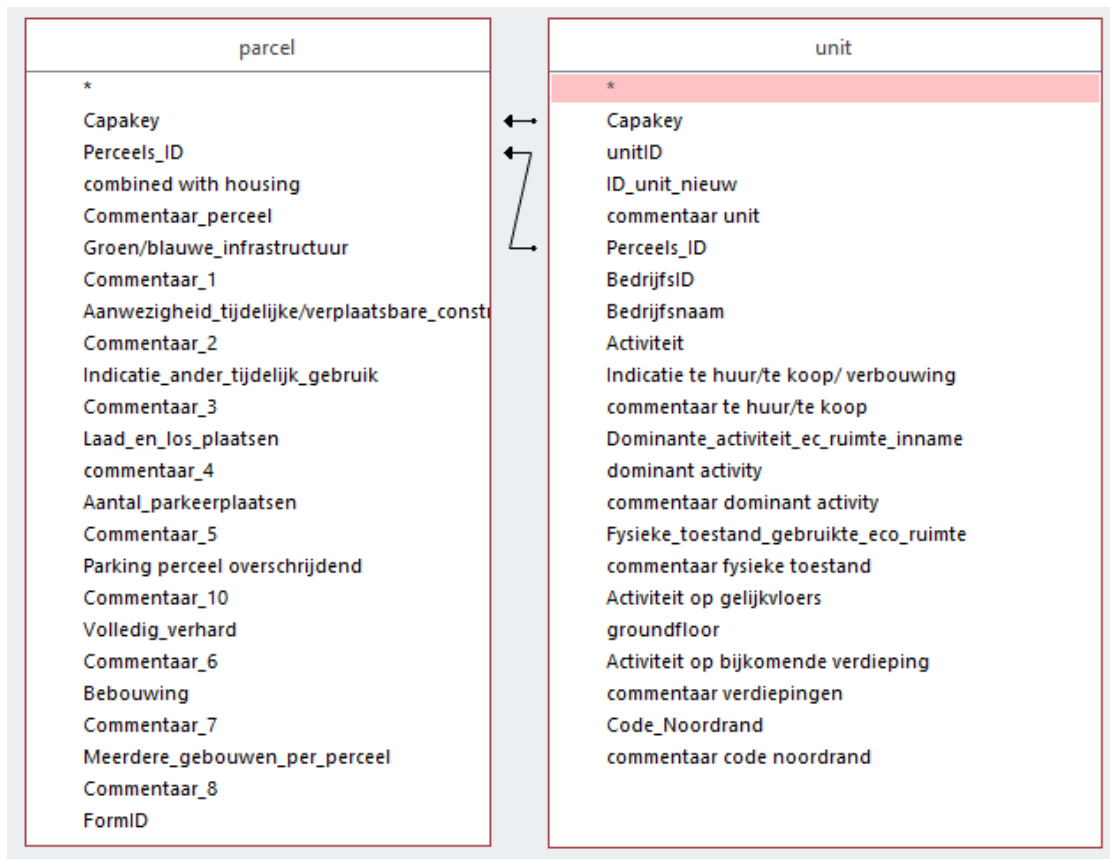 parcel
*
Capakey
Perceels_ID
combined with housing
Commentaar_perceel
Groen/blauwe_infrastructuur
Commentaar_1
Aanwezigheid_tijdelijke/verplaatsbare_constr
Commentaar_2
Indicatie_ander_tijdelijk_gebruik
Commentaar_3
Laad_en_los_plaatsen
commentaar_4
Aantal_parkeerplaatsen
Commentaar_5
Parking perceel overschrijdend
Commentaar_10
Volledig_verhard
Commentaar_6
Bebouwing
Commentaar_7
Meerdere_gebouwen_per_perceel
Commentaar_8
FormID
unit
*
Capakey
unitID
ID_unit_nieuw
commentaar unit
Perceels_ID
BedrijfsID
Bedrijfsnaam
Activiteit
Indicatie te huur/te koop/ verbouwing
commentaar te huur/te koop
Dominante_activiteit_ec_ruimte_inname
dominant activity
commentaar dominant activity
Fysieke_toestand_gebruikte_eco_ruimte
commentaar fysieke toestand
Activiteit op gelijkvloers
groundfloor
Activiteit op bijkomende verdieping
commentaar verdiepingen
Code_Noordrand
commentaar code noordrand